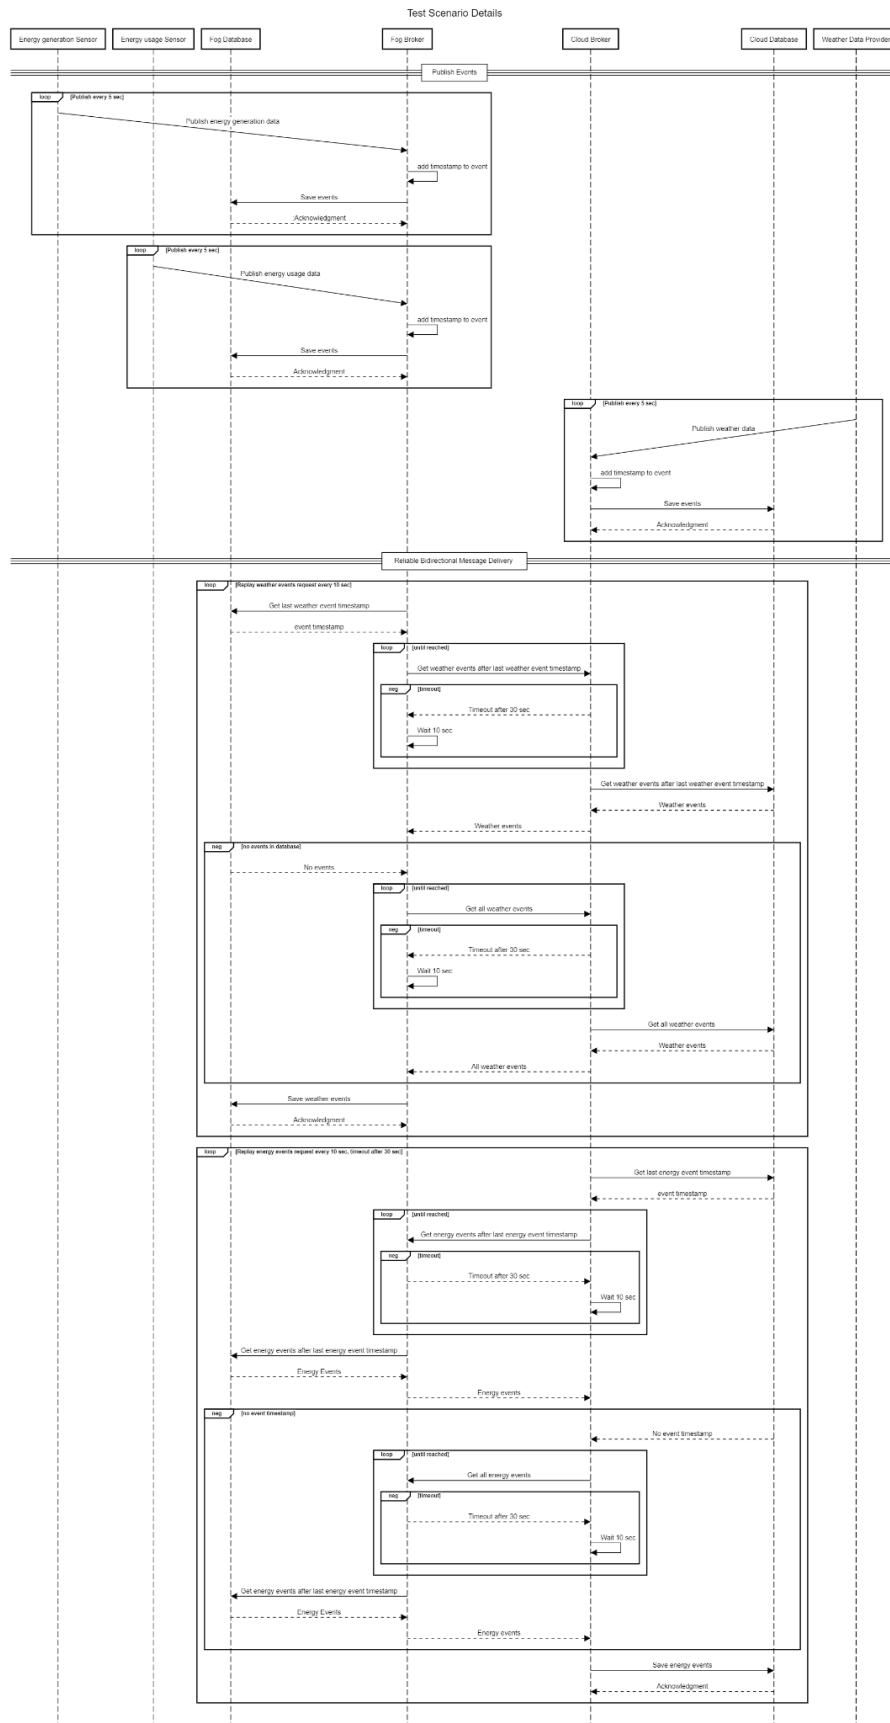 Test Scenario Details
Energy generation Sensor
Energy usage Sensor
Fog Database
Fog Broker
Cloud Broker
Cloud Database
Weather Data Provider
Publish Events
loop [Publish every 5 sec]
Publish energy generation data
add timestamp to event
Save events
Acknowledgment
loop [Publish every 5 sec]
Publish energy usage data
add timestamp to event
Save events
Acknowledgment
loop [Publish every 5 sec]
Publish weather data
add timestamp to event
Save events
Acknowledgment
Reliable Bidirectional Message Delivery
loop [Replay weather events request every 10 sec]
Get last weather event timestamp
event timestamp
loop [until reached]
Get weather events after last weather event timestamp
neg [timeout]
Timeout after 30 sec
Wait 10 sec
Get weather events after last weather event timestamp
Weather events
Weather events
neg [no events in database]
No events
loop [until reached]
Get all weather events
neg [timeout]
Timeout after 30 sec
Wait 10 sec
Get all weather events
Weather events
All weather events
Save weather events
Acknowledgment
loop [Replay energy events request every 10 sec, timeout after 30 sec]
Get last energy event timestamp
event timestamp
loop [until reached]
Get energy events after last energy event timestamp
neg [timeout]
Timeout after 30 sec
Wait 10 sec
Get energy events after last energy event timestamp
Energy Events
Energy events
neg [no event timestamp]
No event timestamp
loop [until reached]
Get all energy events
neg [timeout]
Timeout after 30 sec
Wait 10 sec
Get energy events after last energy event timestamp
Energy Events
Energy events
Save energy events
Acknowledgment